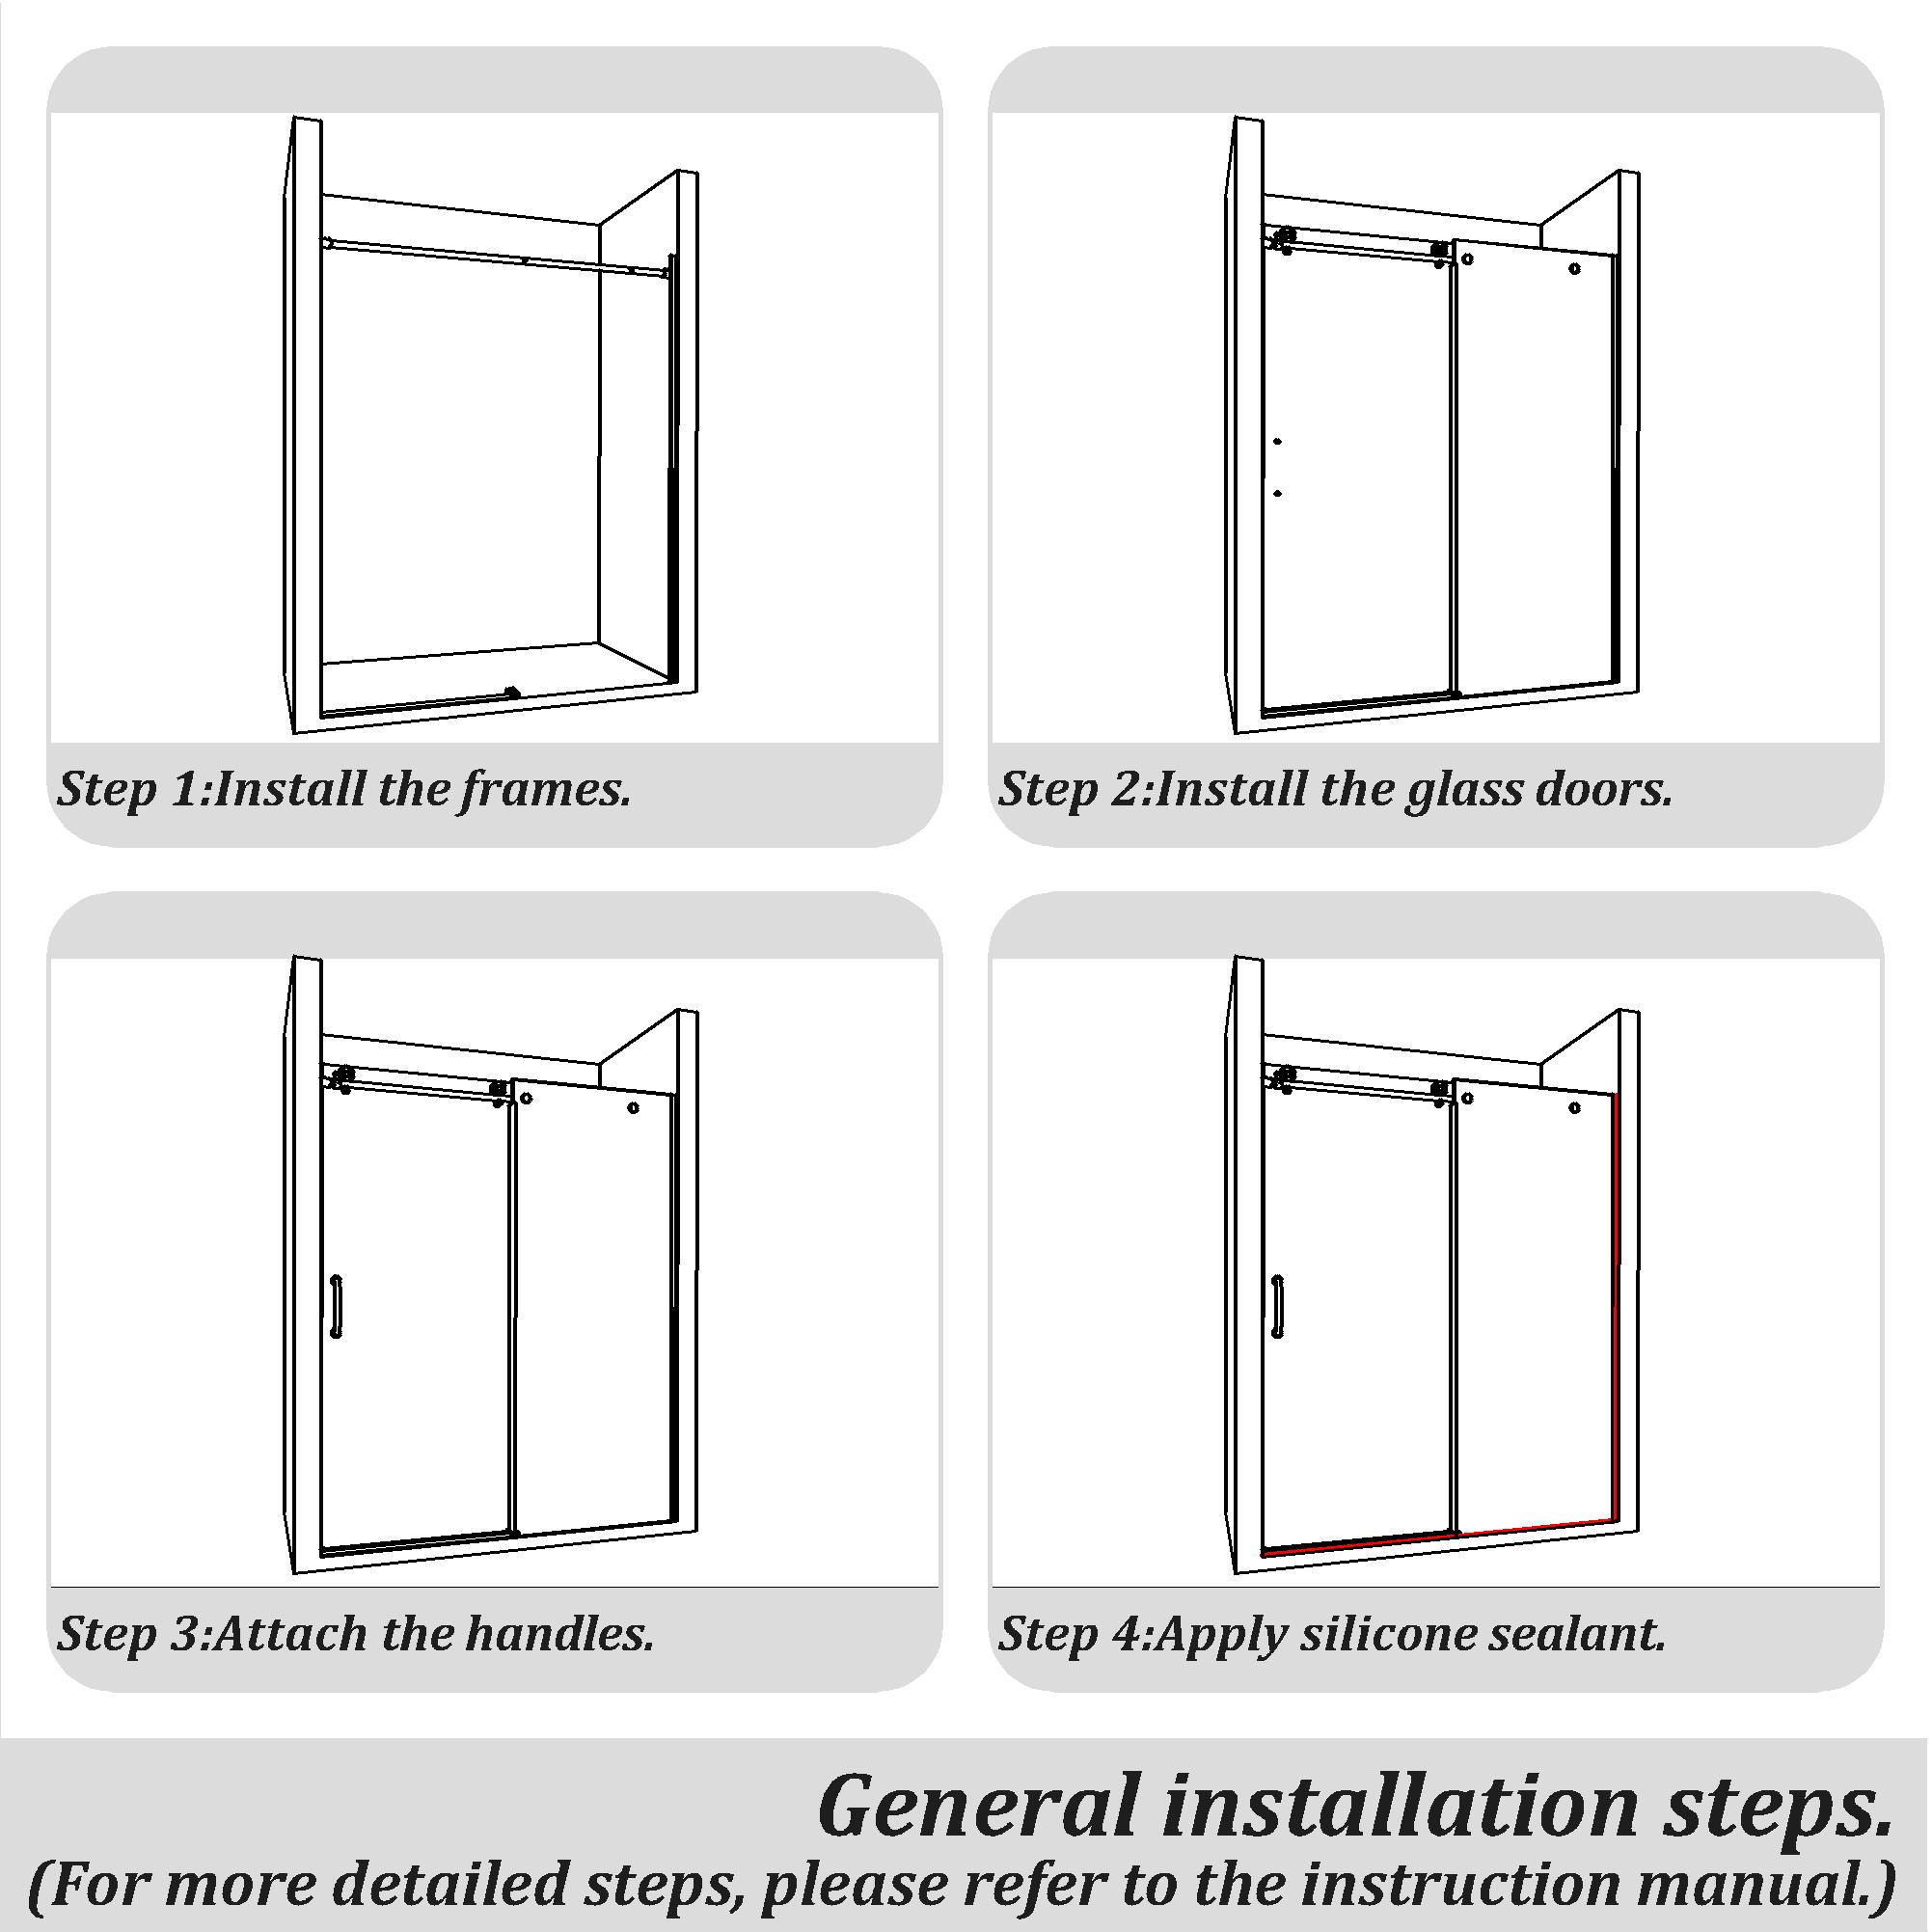 Step 1:Install the frames.
Step 2:Install the glass doors.
Step 3:Attach the handles.
Step 4:Apply silicone sealant.
General installation steps.
(For more detailed steps, please refer to the instruction manual.)